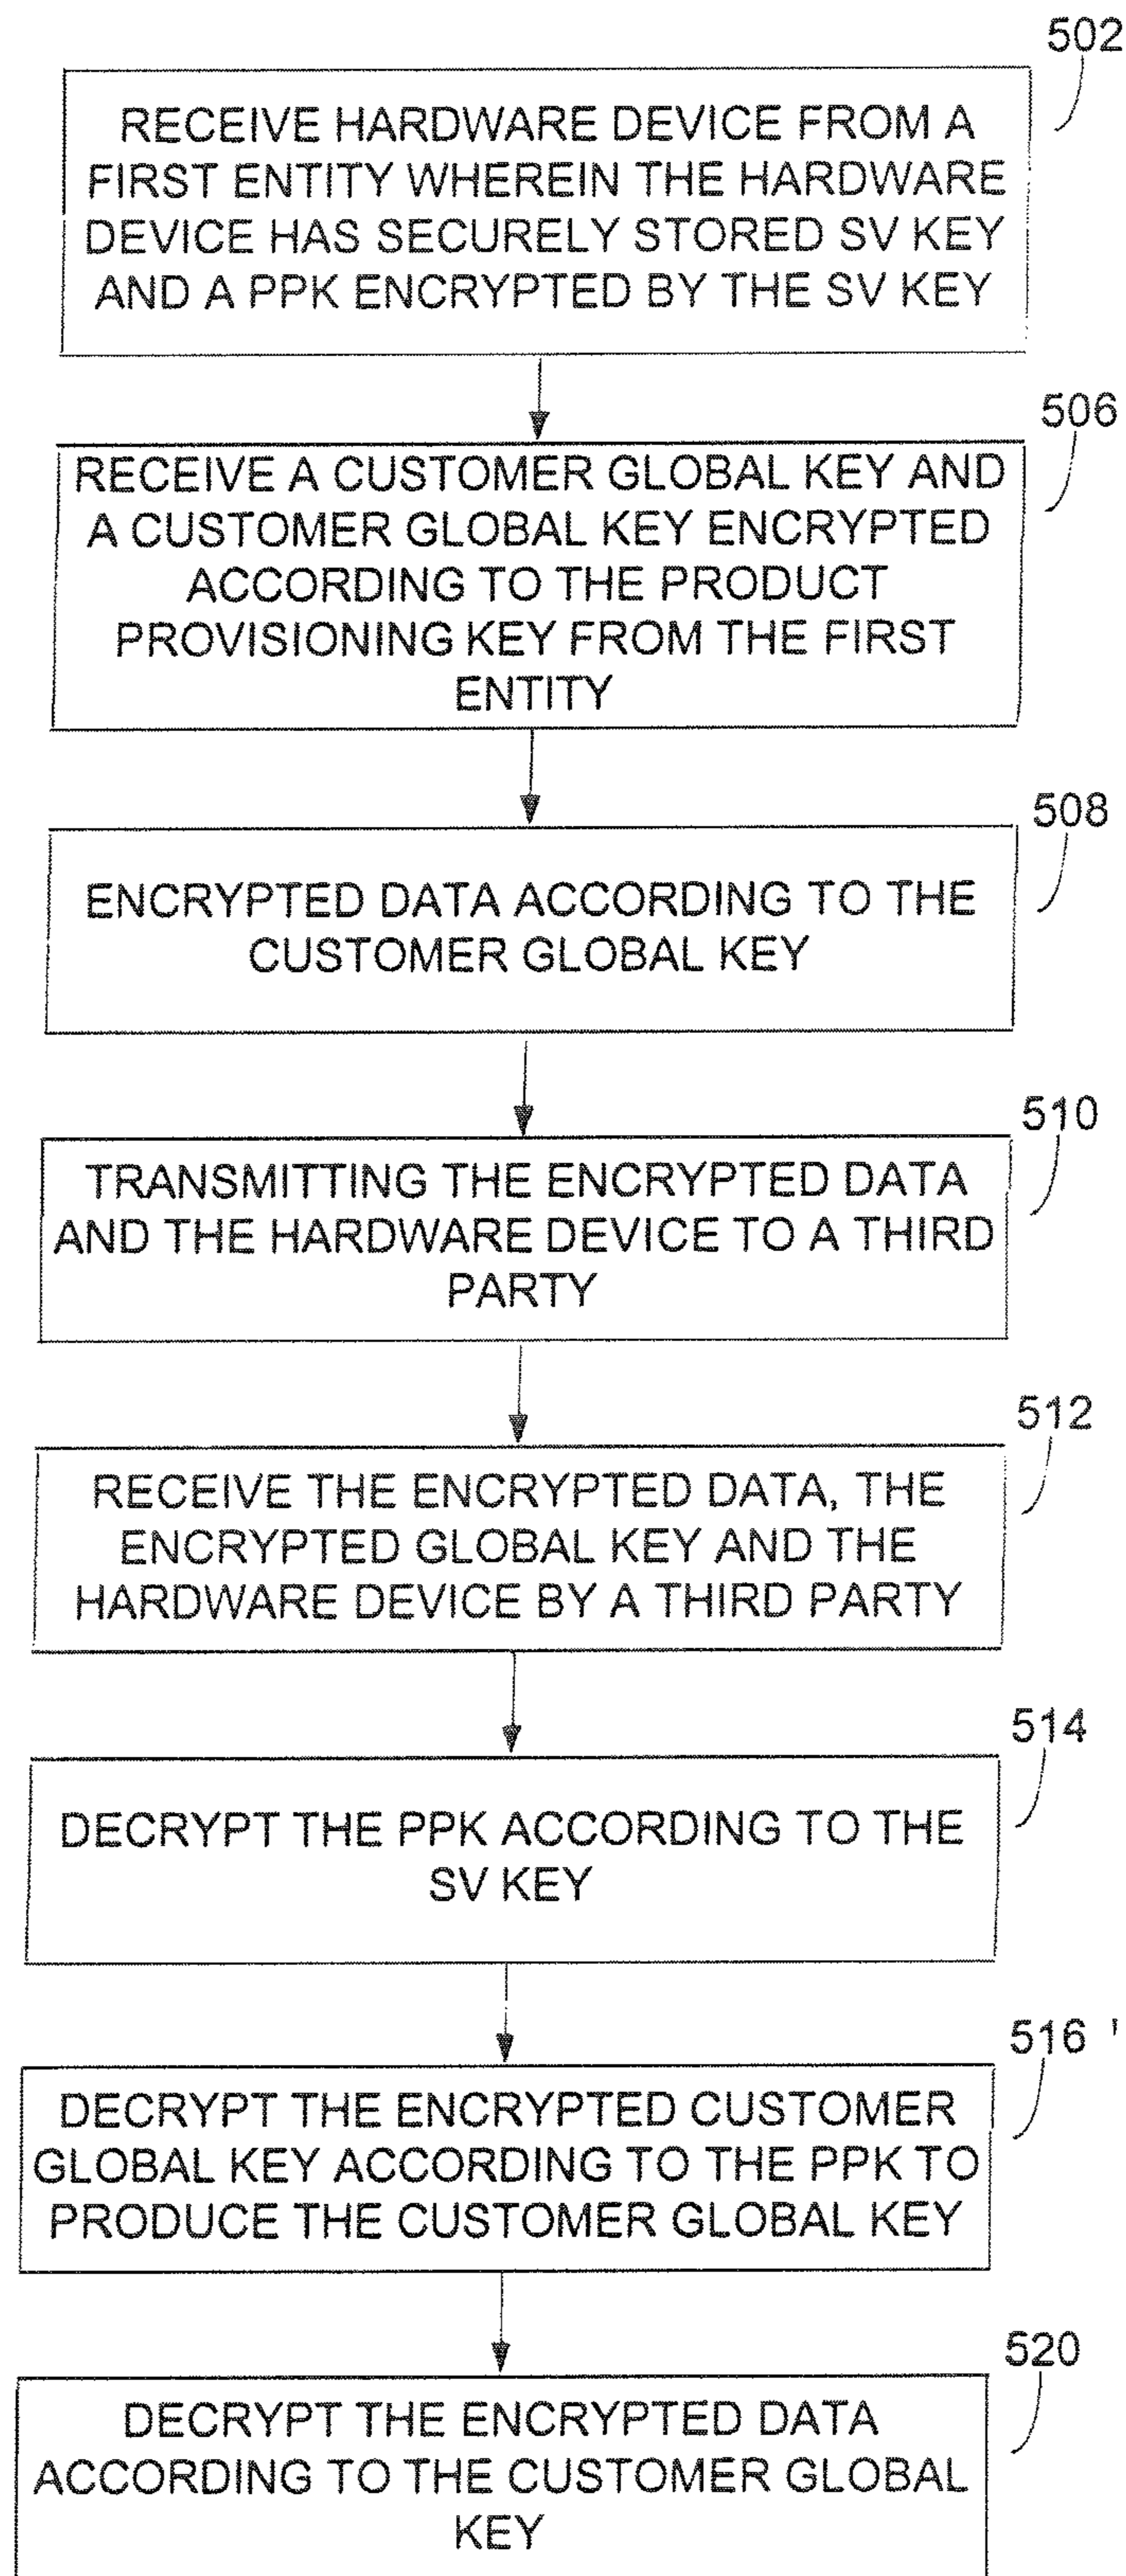 502
RECEIVE HARDWARE DEVICE FROM A
FIRST ENTITY WHEREIN THE HARDWARE
DEVICE HAS SECURELY STORED SV KEY
AND A PPK ENCRYPTED BY THE SV KEY
506
RECEIVE A CUSTOMER GLOBAL KEY AND
A CUSTOMER GLOBAL KEY ENCRYPTED
ACCORDING TO THE PRODUCT
PROVISIONING KEY FROM THE FIRST
ENTITY
508
ENCRYPTED DATA ACCORDING TO THE
CUSTOMER GLOBAL KEY
510
TRANSMITTING THE ENCRYPTED DATA
AND THE HARDWARE DEVICE TO A THIRD
PARTY
512
RECEIVE THE ENCRYPTED DATA, THE
ENCRYPTED GLOBAL KEY AND THE
HARDWARE DEVICE BY A THIRD PARTY
514
DECRYPT THE PPK ACCORDING TO THE
SV KEY
516 '
DECRYPT THE ENCRYPTED CUSTOMER
GLOBAL KEY ACCORDING TO THE PPK TO
PRODUCE THE CUSTOMER GLOBAL KEY
520
DECRYPT THE ENCRYPTED DATA
ACCORDING TO THE CUSTOMER GLOBAL
KEY